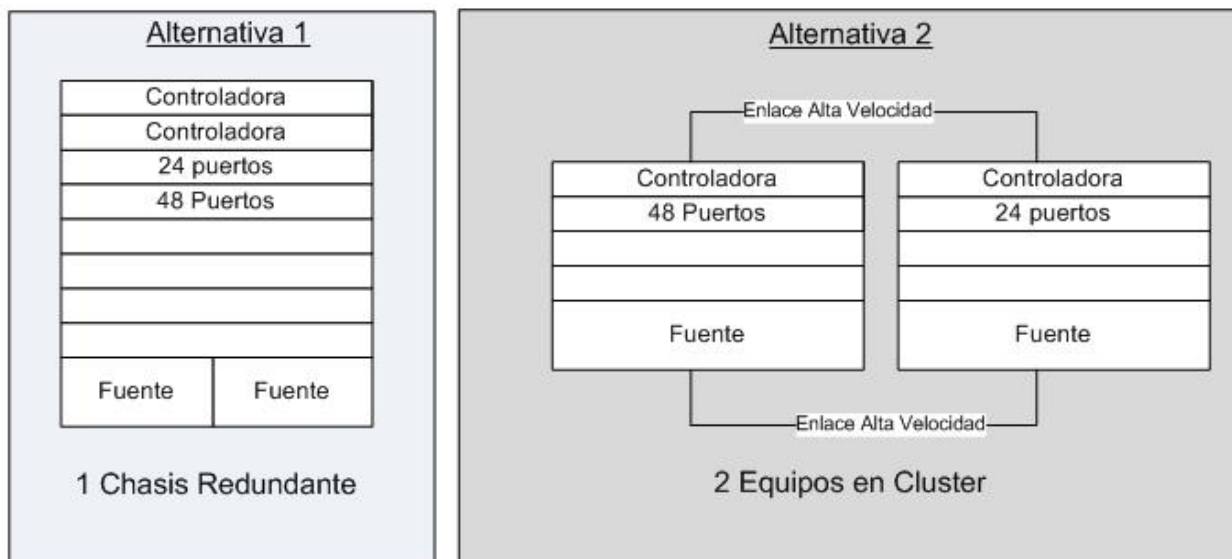 Alternativa 1
Controladora
Controladora
24 puertos
48 Puertos
Fuente
Fuente
1 Chasis Redundante
Alternativa 2
Enlace Alta Velocidad
Controladora
48 Puertos
Fuente
Controladora
24 puertos
Fuente
Enlace Alta Velocidad
2 Equipos en Cluster